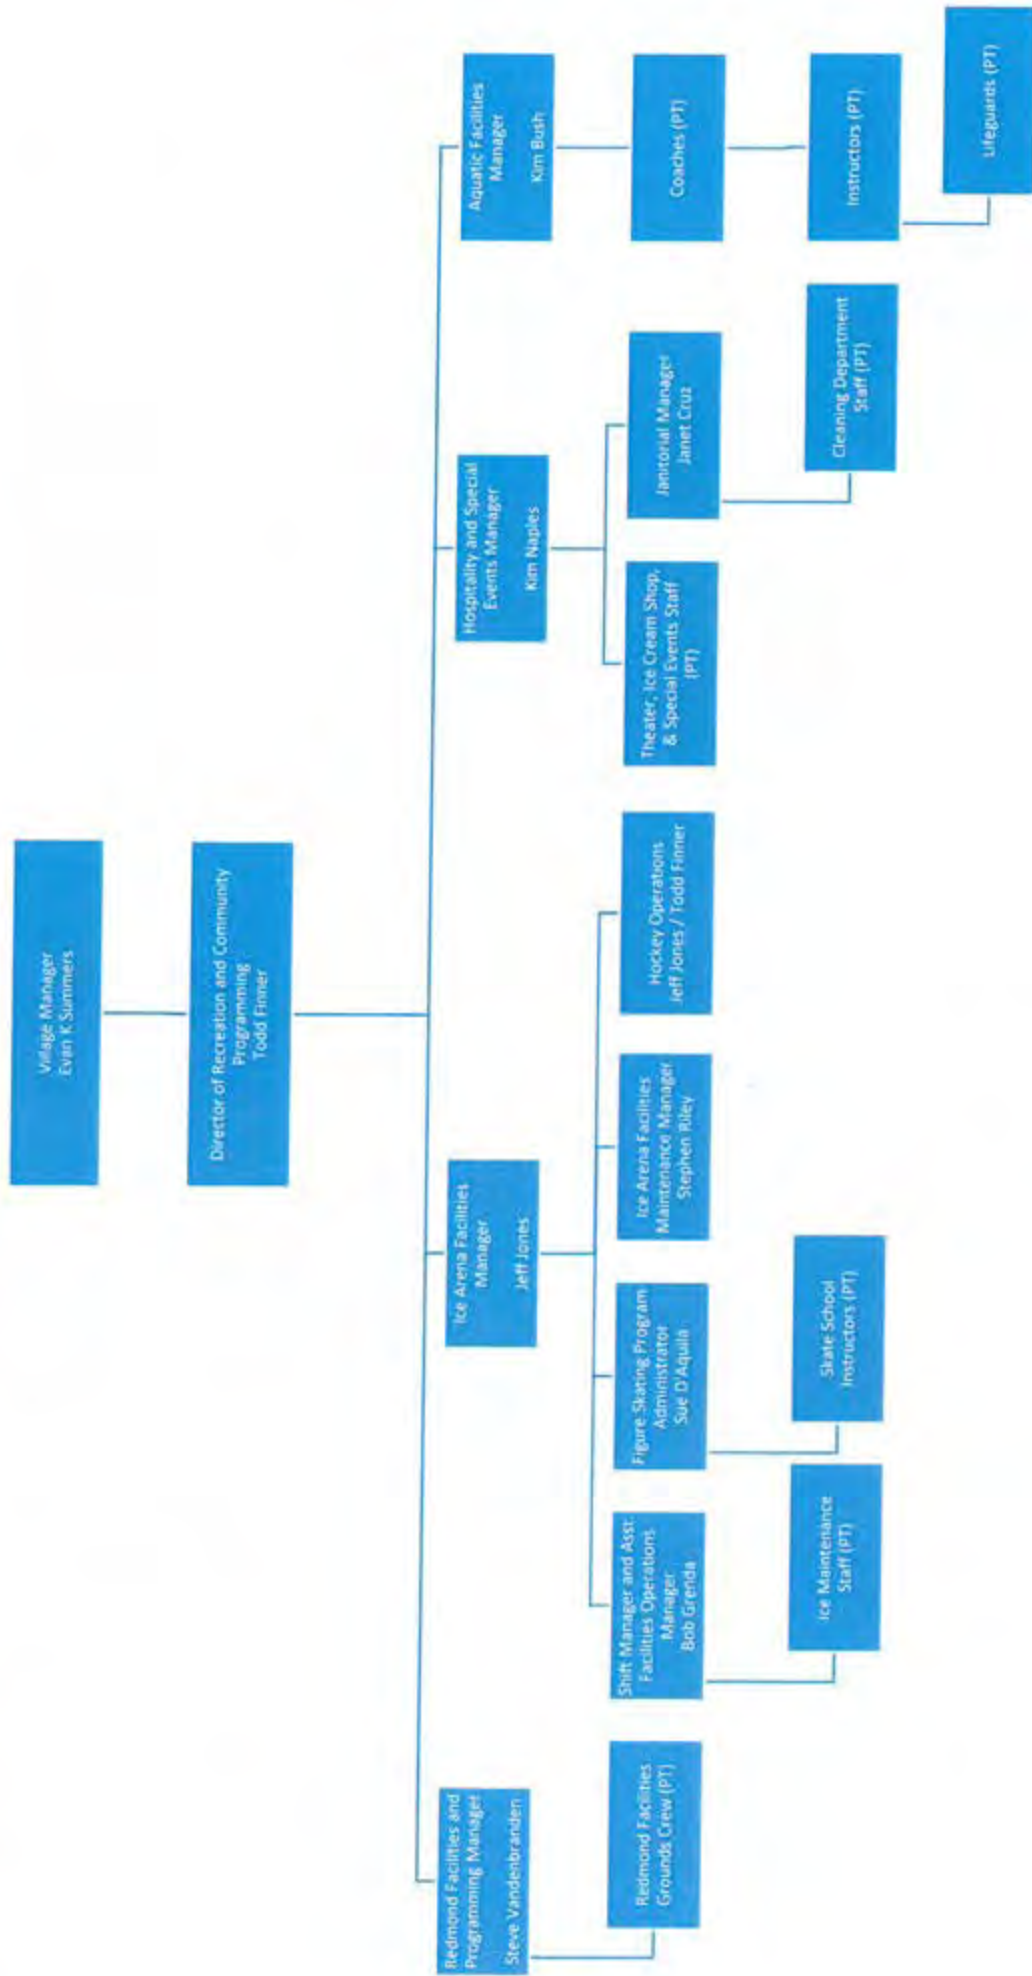 Village Manager
Evan K Summers
Director of Recreation and Community
Programming
Todd Finner
Redmond Facilities and
Programming Manager
Steve Vandenbranden
Ice Arena Facilities
Manager
Jeff Jones
Hospitality and Special
Events Manager
Kim Naples
Aquatic Facilities
Manager
Kim Bush
Redmond Facilities
Grounds Crew (PT)
Shift Manager and Asst.
Facilities Operations
Manager
Bob Grenda
Figure Skating Program
Administrator
Sue D'Aquila
Ice Arena Facilities
Maintenance Manager
Stephen Riley
Hockey Operations
Jeff Jones / Todd Finner
Theater, Ice Cream Shop,
& Special Events Staff
(PT)
Janitorial Manager
Janet Cruz
Coaches (PT)
Ice Maintenance
Staff (PT)
Skate School
Instructors (PT)
Cleaning Department
Staff (PT)
Instructors (PT)
Lifeguards (PT)